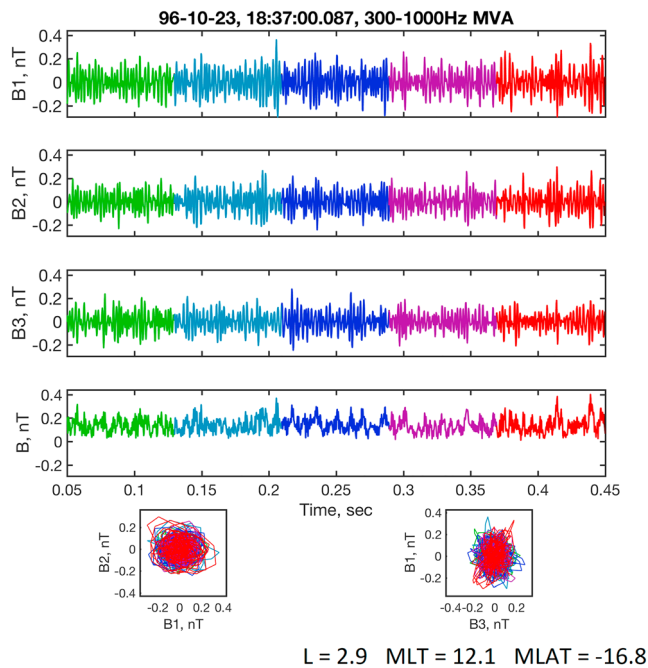 96-10-23, 18:37:00.087, 300-1000Hz MVA
B1, nT
0.4
0.2
0
-0.2
B2, nT
0.4
0.2
0
-0.2
B3, nT
0.4
0.2
0
-0.2
B, nT
0.4
0.2
0
-0.2
0.05 0.1 0.15 0.2 0.25 0.3 0.35 0.4 0.45
Time, sec
B2, nT
0.2
0
-0.2
-0.4
-0.2 0 0.2 0.4
B1, nT
B1, nT
0.4
0.2
0
-0.2
-0.4 -0.2 0 0.2
B3, nT
L = 2.9 MLT = 12.1 MLAT = -16.8